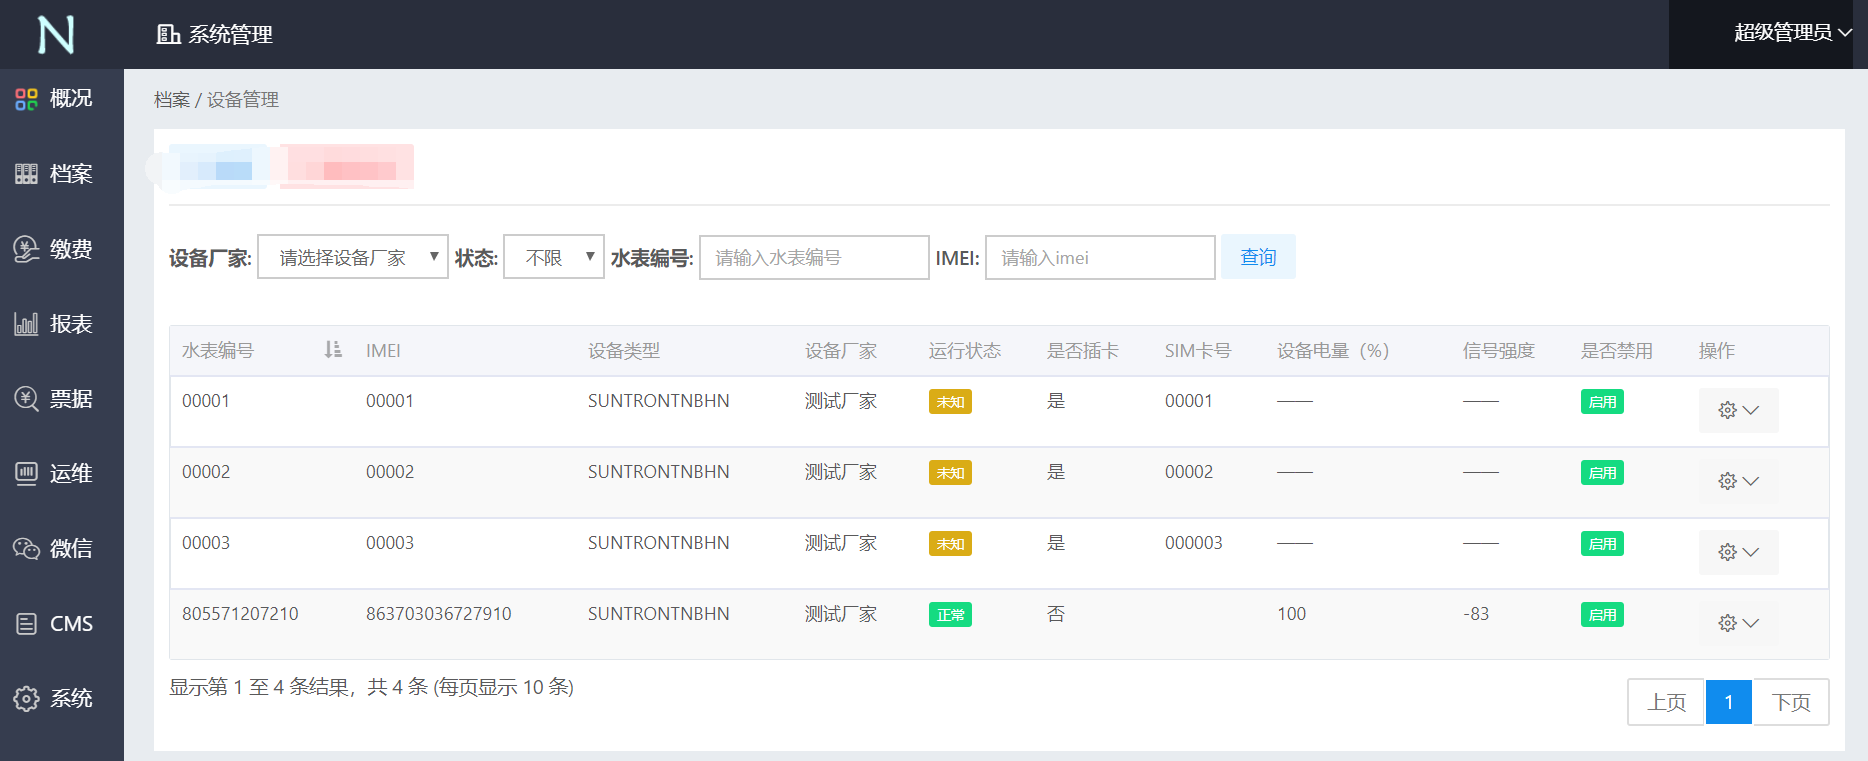 N
系统管理
超级管理员
概况
档案
缴费
报表
票据
运维
微信
CMS
系统
档案 / 设备管理
设备厂家: 请选择设备厂家 状态: 不限 水表编号: 请输入水表编号 IMEI: 请输入imei 查询
水表编号 IMEI 设备类型 设备厂家 运行状态 是否插卡 SIM卡号 设备电量（%） 信号强度 是否禁用 操作
00001 00001 SUNTRONTNBHN 测试厂家 未知 是 00001 —— —— 启用
00002 00002 SUNTRONTNBHN 测试厂家 未知 是 00002 —— —— 启用
00003 00003 SUNTRONTNBHN 测试厂家 未知 是 000003 —— —— 启用
805571207210 863703036727910 SUNTRONTNBHN 测试厂家 正常 否 100 -83 启用
显示第 1 至 4 条结果，共 4 条 (每页显示 10 条)
上页 1 下页